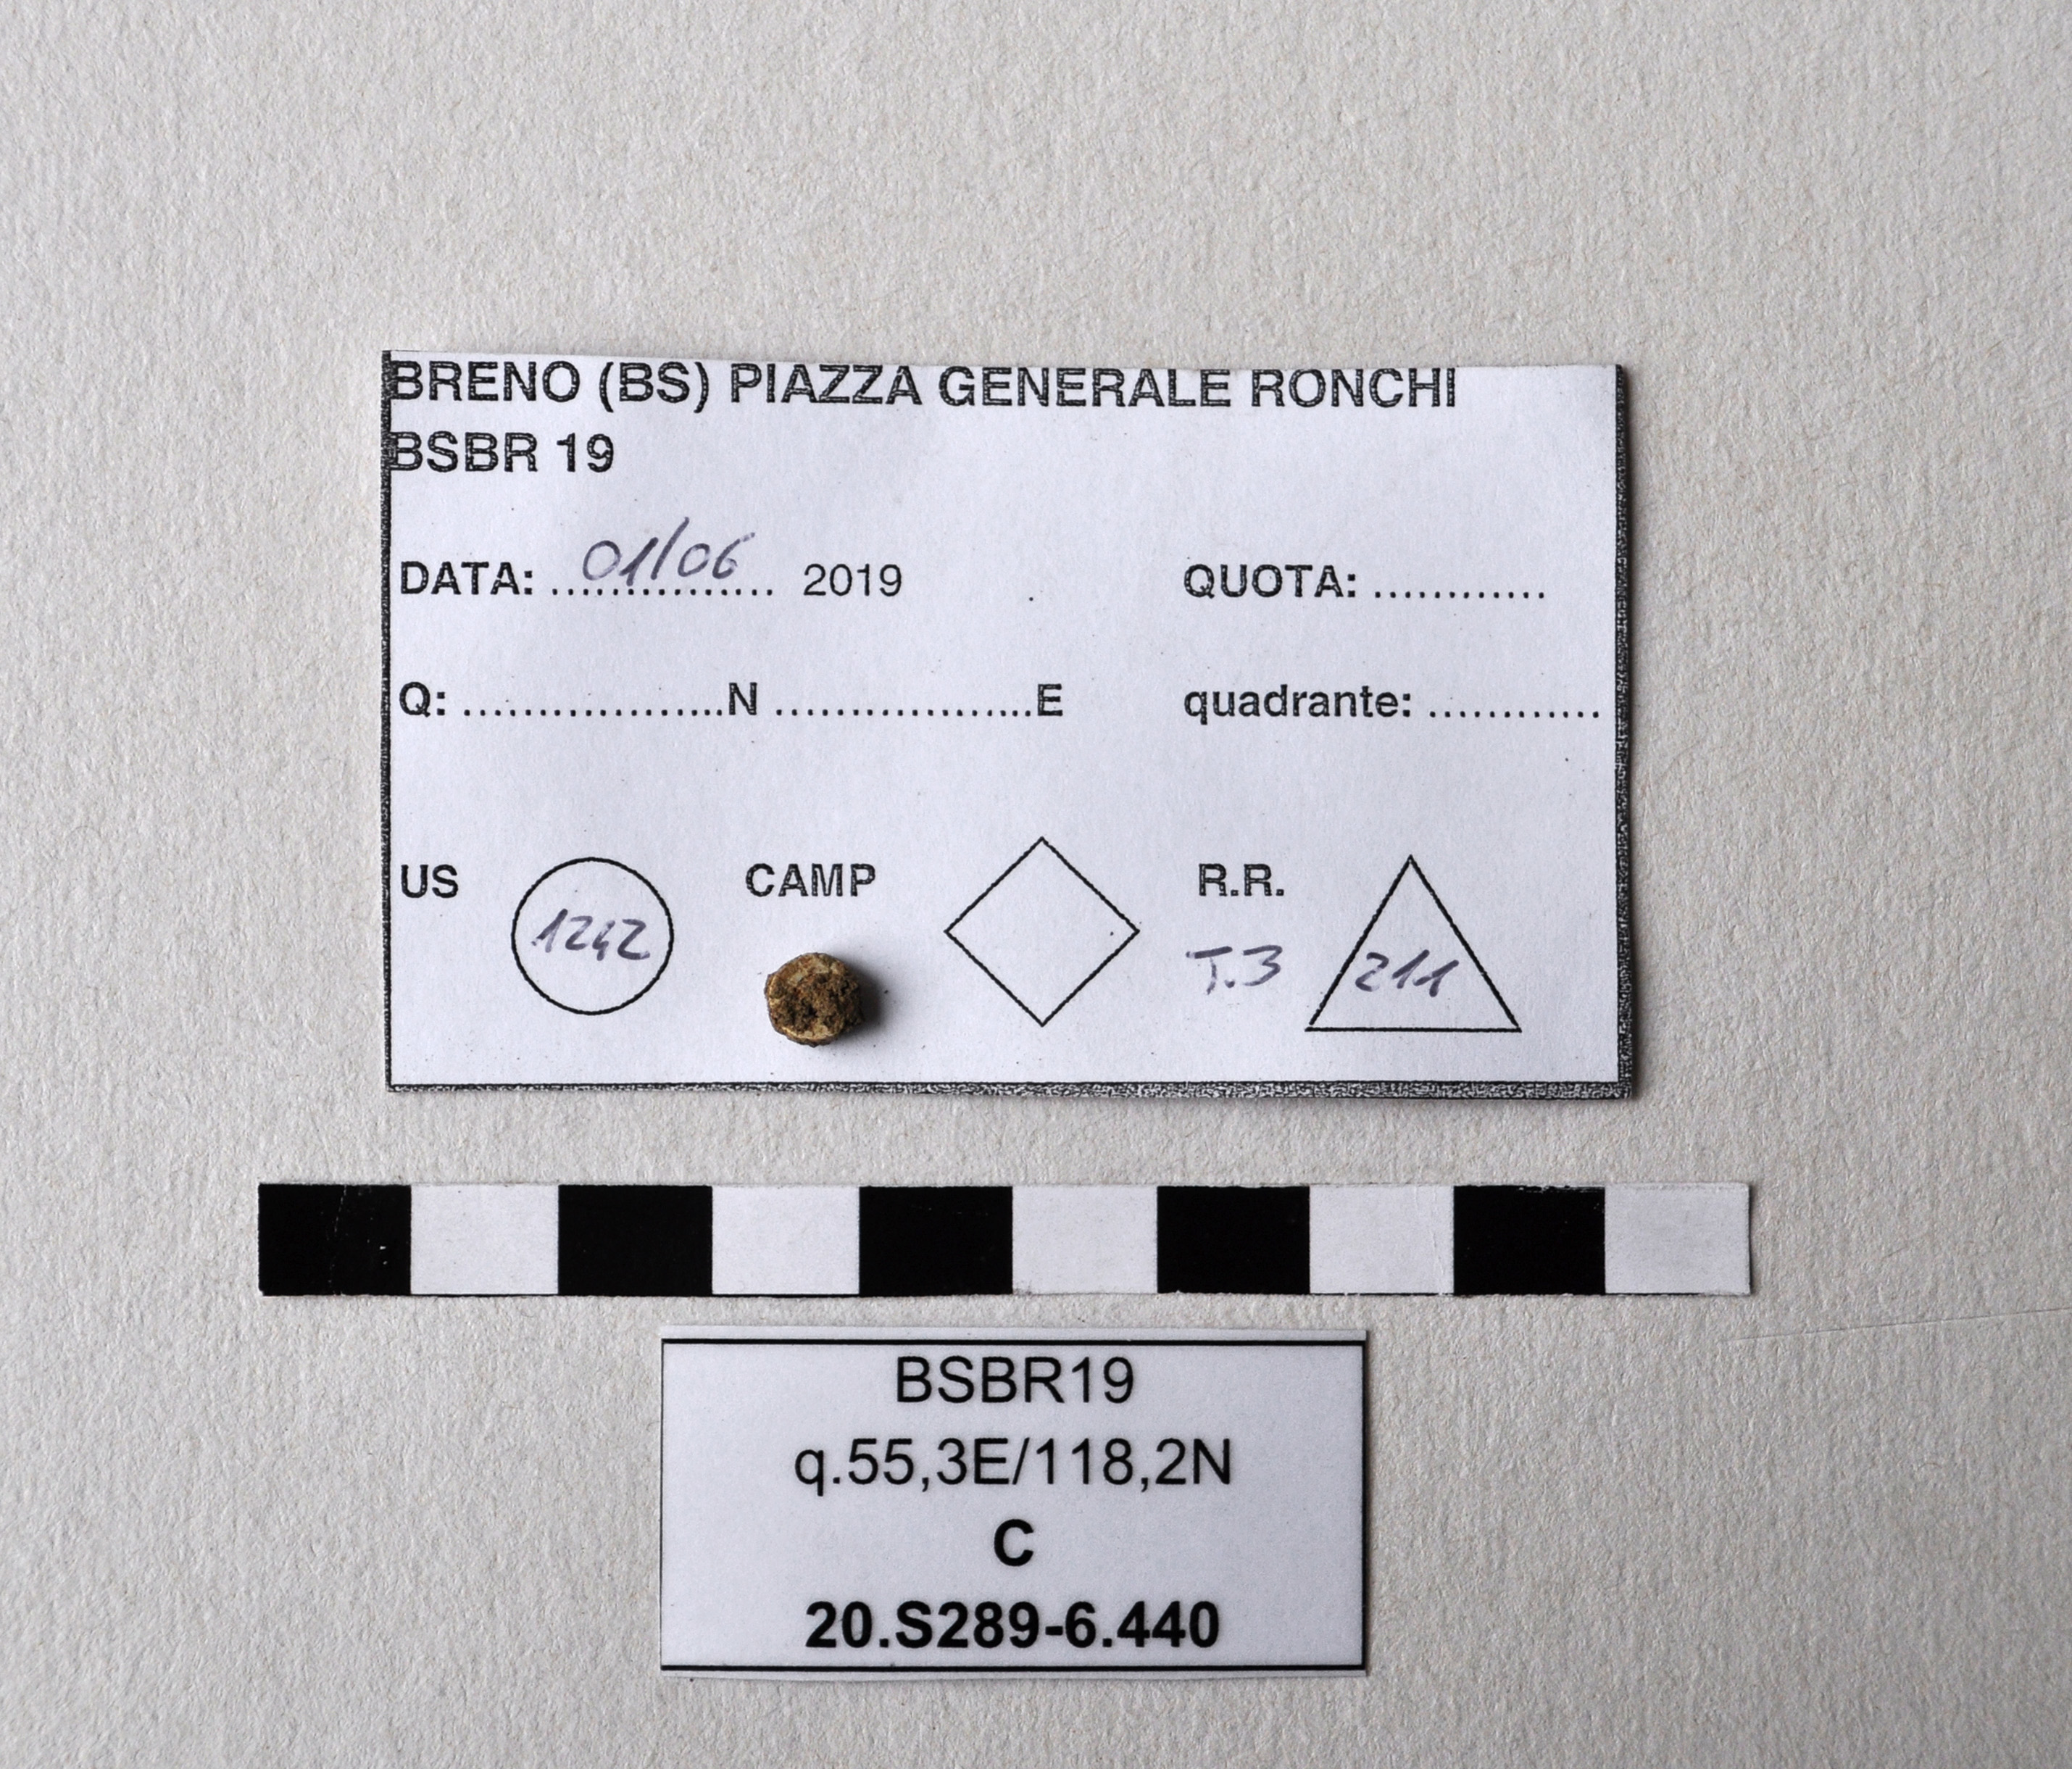 BRENO (BS) PIAZZA GENERALE RONCHI
BSBR 19
DATA: 01/06 2019 QUOTA: ............
Q: ..................N ..................E quadrante: ............
US 1242 CAMP R.R. T.3 211
BSBR19
q.55,3E/118,2N
C
20.S289-6.440